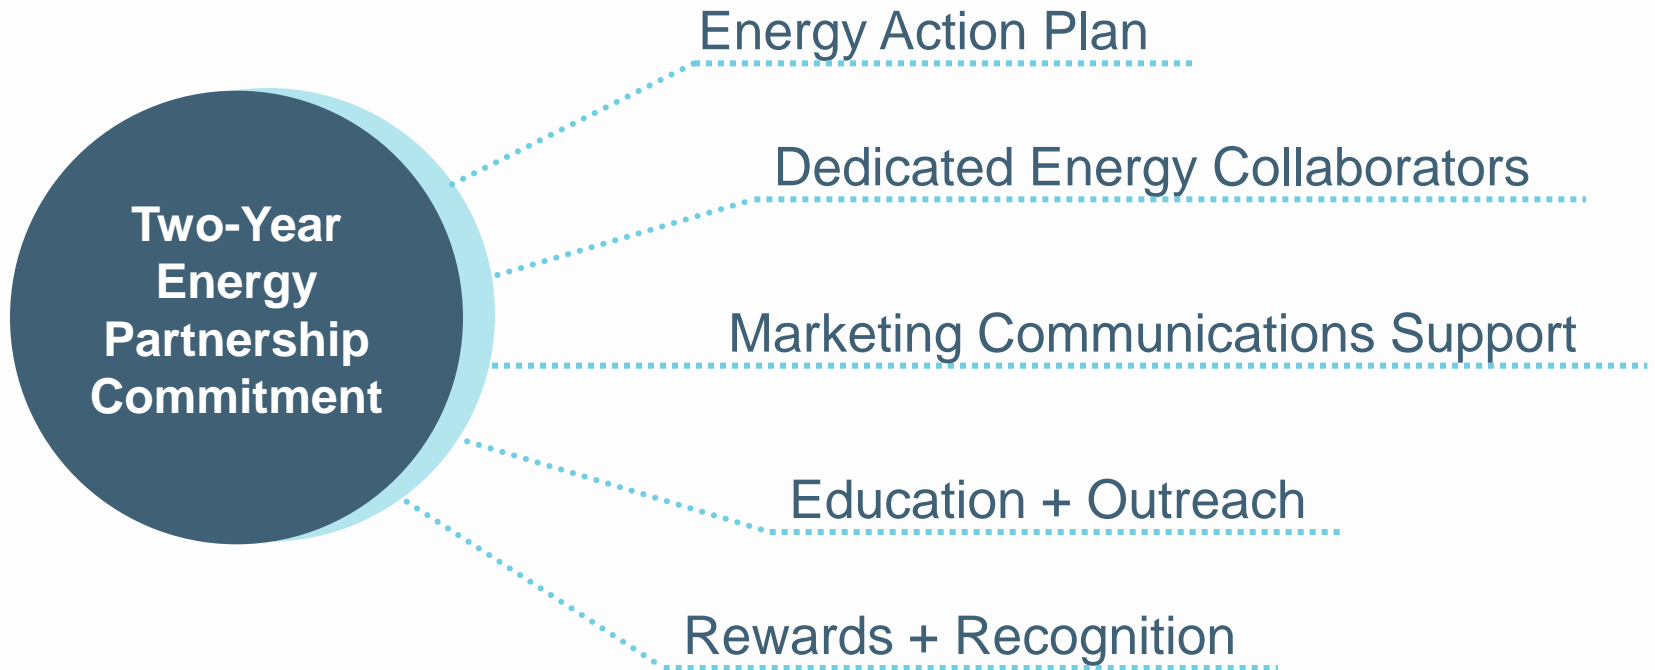 Energy Action Plan
Dedicated Energy Collaborators
Two-Year
Energy
Partnership
Commitment
Marketing Communications Support
Education + Outreach
Rewards + Recognition